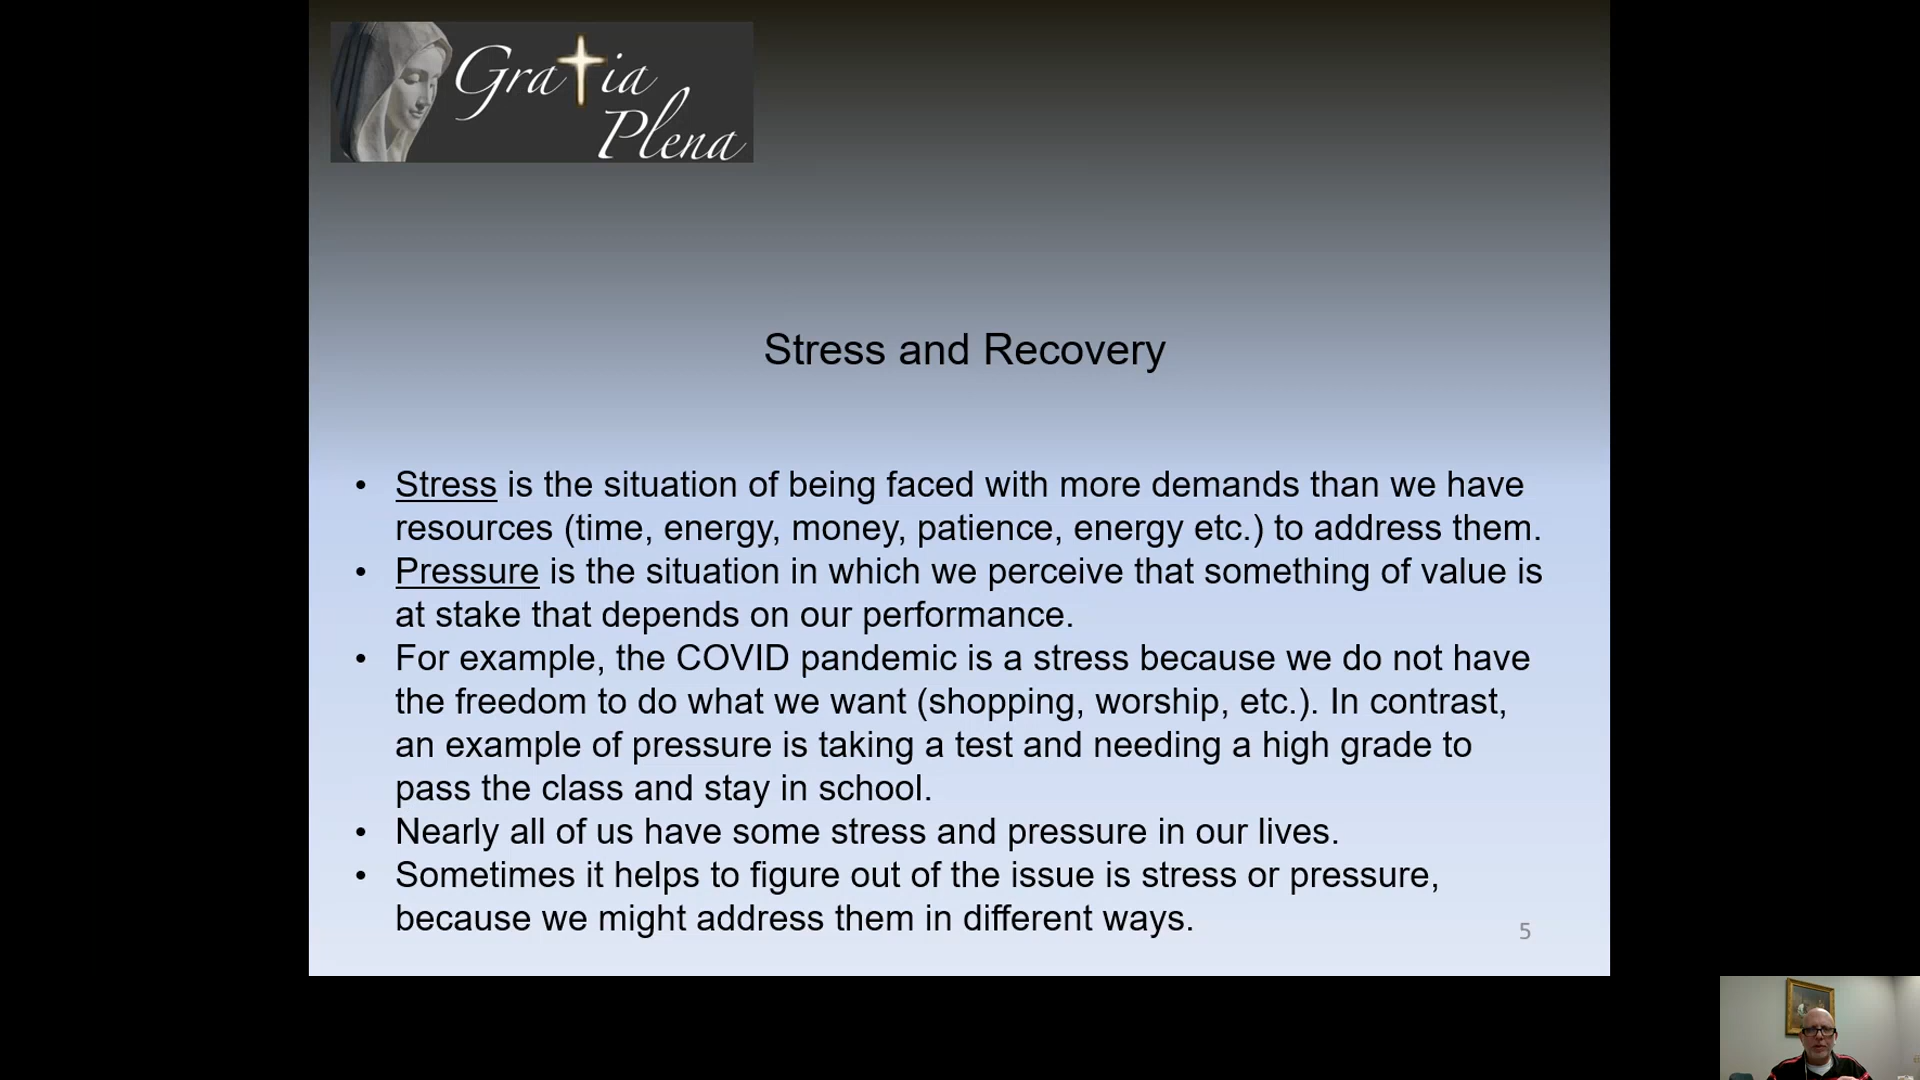 Gratia
Plena
Stress and Recovery
• Stress is the situation of being faced with more demands than we have
resources (time, energy, money, patience, energy etc.) to address them.
• Pressure is the situation in which we perceive that something of value is
at stake that depends on our performance.
• For example, the COVID pandemic is a stress because we do not have
the freedom to do what we want (shopping, worship, etc.). In contrast,
an example of pressure is taking a test and needing a high grade to
pass the class and stay in school.
• Nearly all of us have some stress and pressure in our lives.
• Sometimes it helps to figure out of the issue is stress or pressure,
because we might address them in different ways.
5